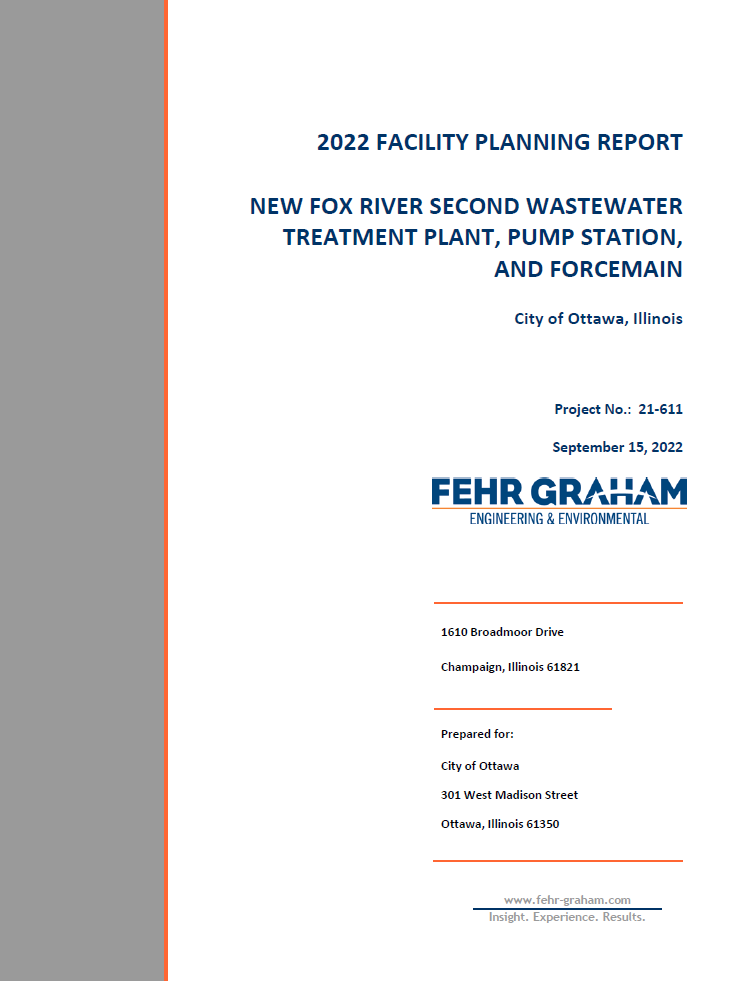 2022 FACILITY PLANNING REPORT
NEW FOX RIVER SECOND WASTEWATER
TREATMENT PLANT, PUMP STATION,
AND FORCEMAIN
City of Ottawa, Illinois
Project No.: 21-611
September 15, 2022
FEHR GRAHAM
ENGINEERING & ENVIRONMENTAL
1610 Broadmoor Drive
Champaign, Illinois 61821
Prepared for:
City of Ottawa
301 West Madison Street
Ottawa, Illinois 61350
www.fehr-graham.com
Insight. Experience. Results.